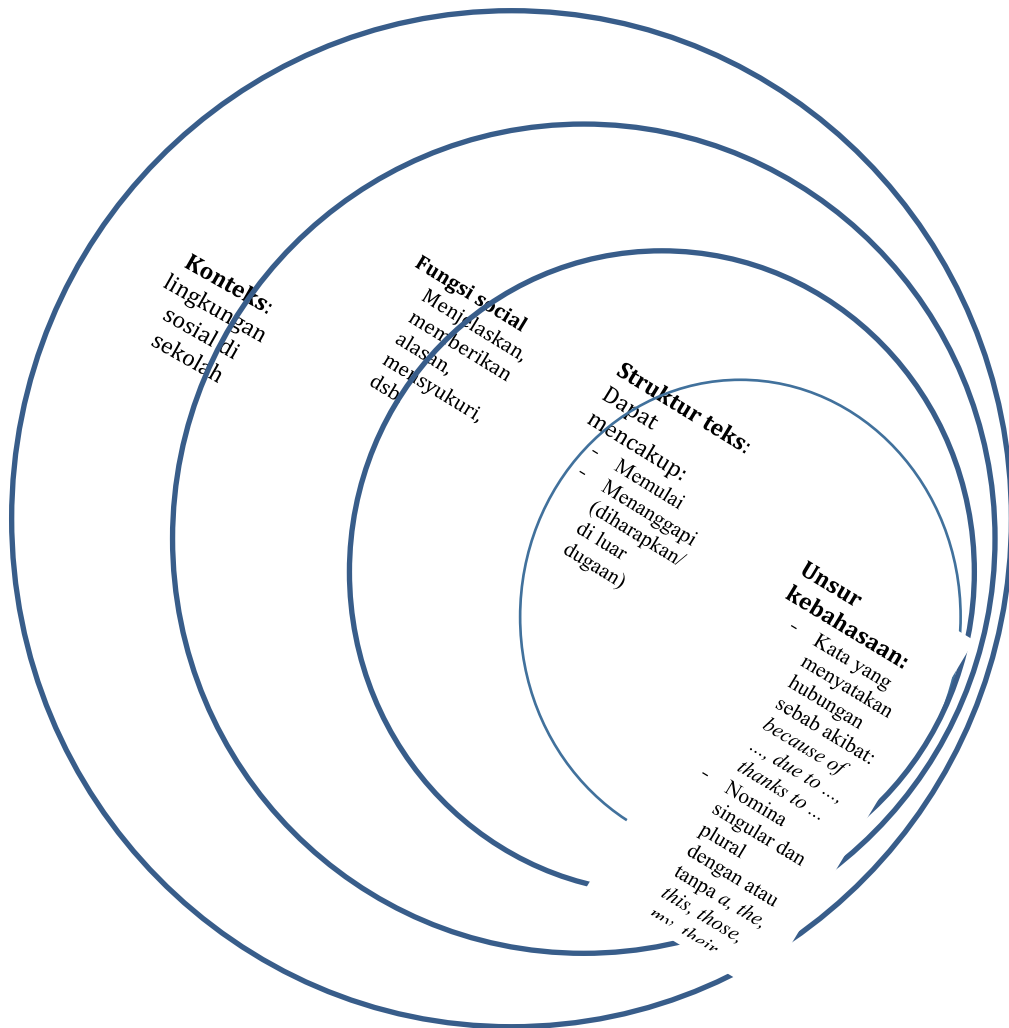 Konteks:
lingkungan
sosial di
sekolah
Fungsi social
Menjelaskan,
memberikan
alasan,
mensyukuri,
dsb
Struktur teks:
Dapat
mencakup:
- Memulai
- Menanggapi
(diharapkan/
di luar
dugaan)
Unsur
kebahasaan:
- Kata yang
menyatakan
hubungan
sebab akibat:
because of
..., due to ...,
thanks to ...
- Nomina
singular dan
plural
dengan atau
tanpa a, the,
this, those,
my, their